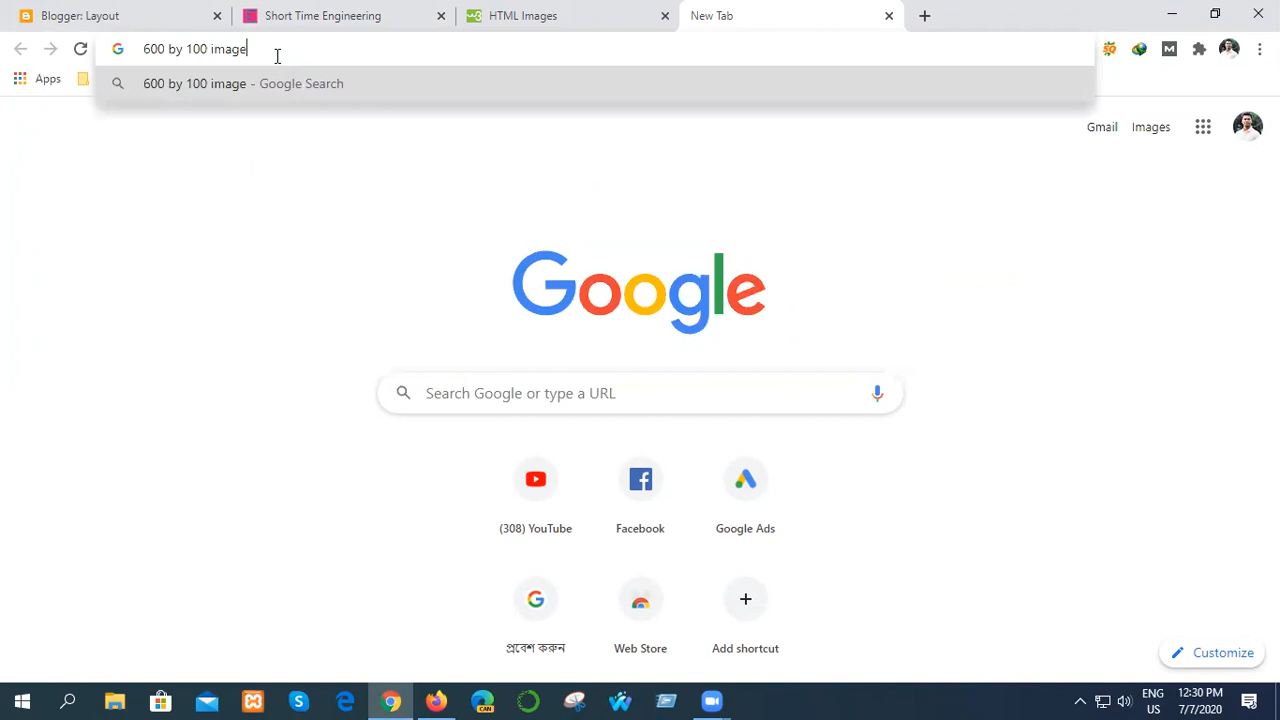 Blogger: Layout
Short Time Engineering
HTML Images
New Tab
600 by 100 image
600 by 100 image - Google Search
Apps
Gmail
Images
Google
Search Google or type a URL
(308) YouTube
Facebook
Google Ads
প্রবেশ করুন
Web Store
Add shortcut
Customize
CAN
ENG
US
12:30 PM
7/7/2020